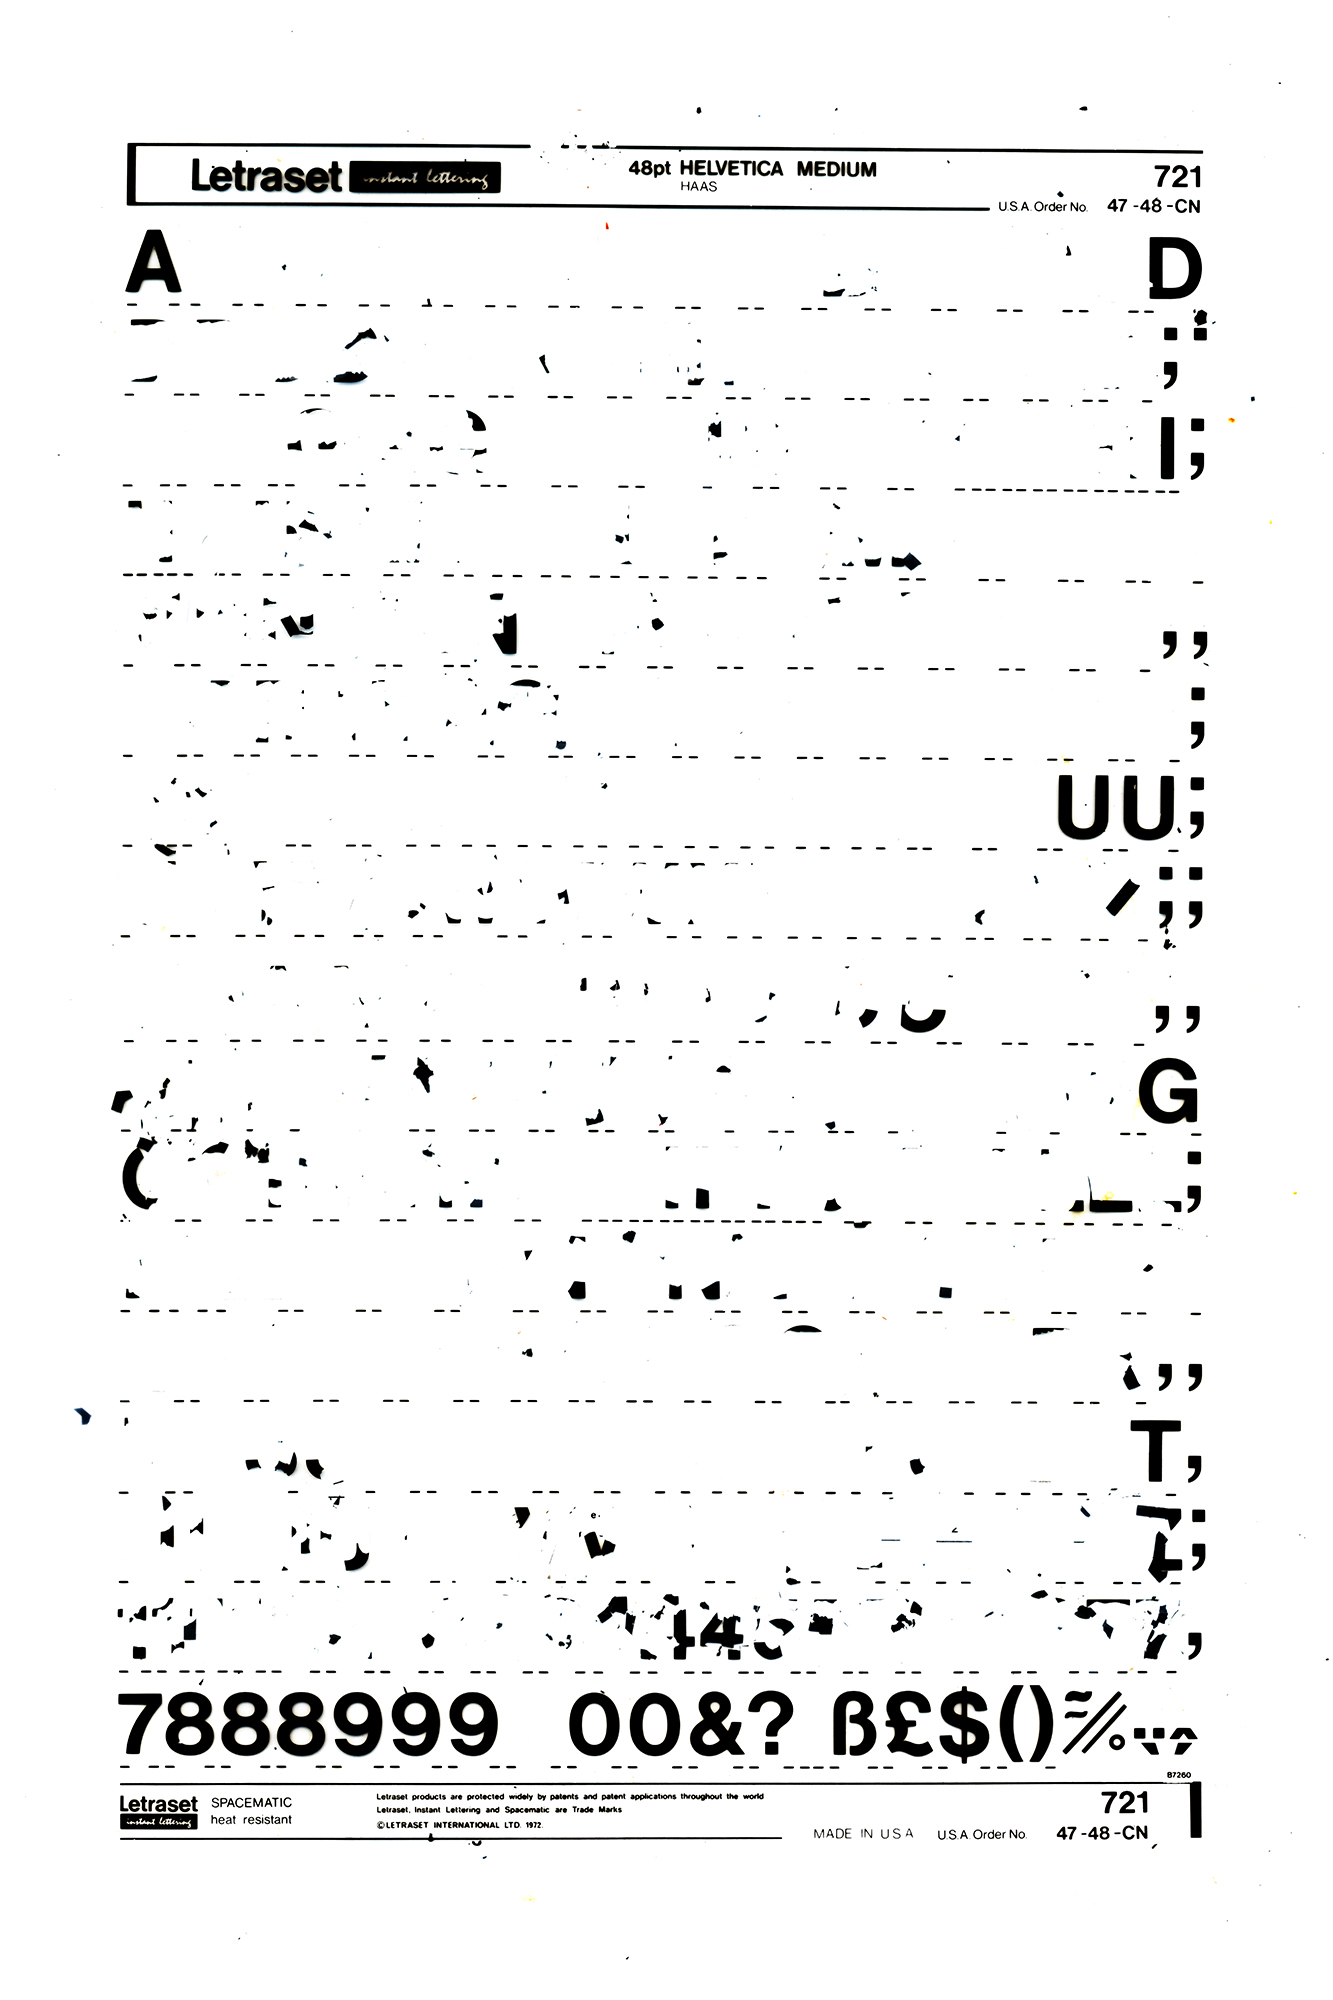 Letraset instant lettering 48pt HELVETICA MEDIUM 721
HAAS
U.S.A. Order No. 47-48-CN
A D
;
I;
,,
;
UU;
;;
,,
G
;
,,
T,
;
4 7,
7888999 00&? ß£$()
B7260
Letraset SPACEMATIC Letraset products are protected widely by patents and patent applications throughout the world 721
instant lettering heat resistant Letraset, Instant Lettering and Spacematic are Trade Marks
©LETRASET INTERNATIONAL LTD. 1972.
MADE IN U S A U.S.A. Order No. 47-48-CN